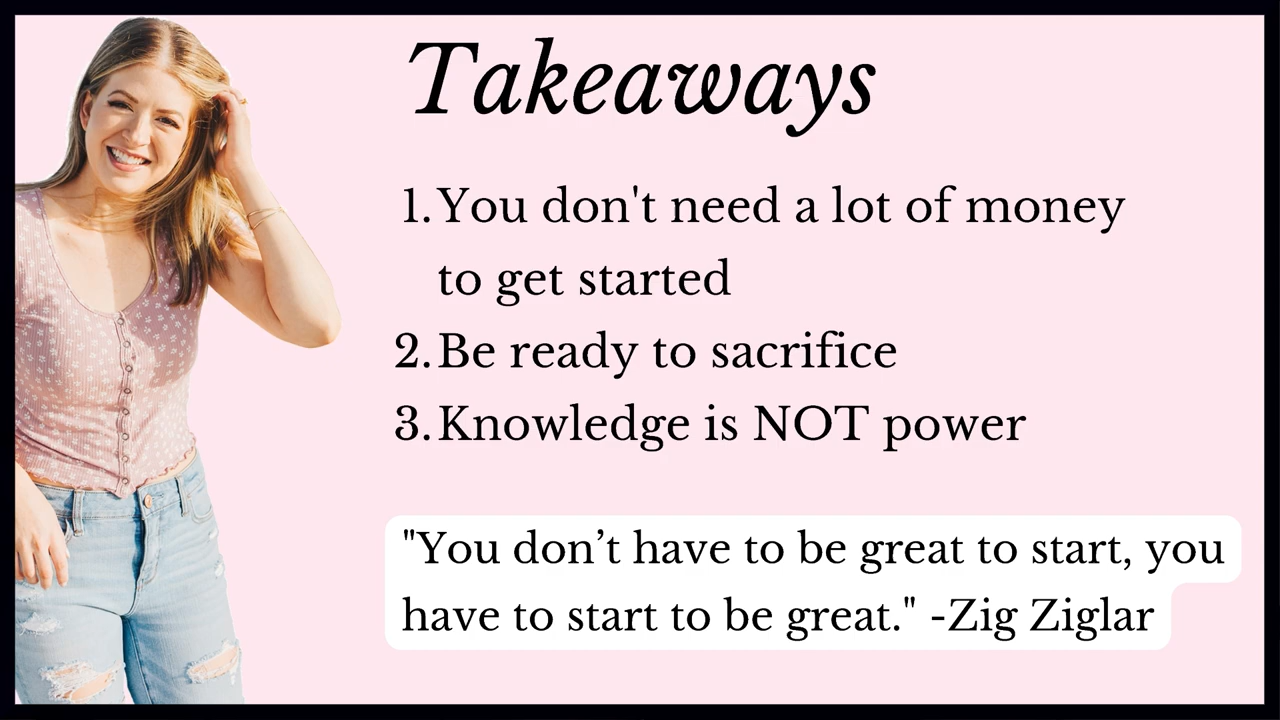 Takeaways
1. You don't need a lot of money
to get started
2. Be ready to sacrifice
3. Knowledge is NOT power
"You don’t have to be great to start, you
have to start to be great." -Zig Ziglar